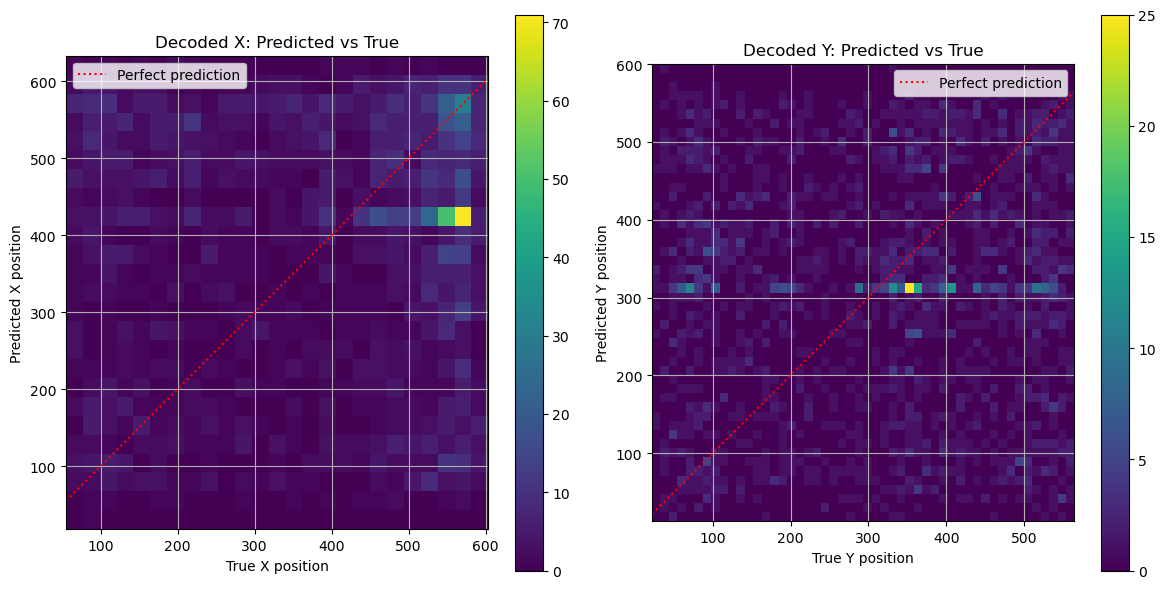 Decoded X: Predicted vs True
Perfect prediction
Predicted X position
600
500
400
300
200
100
100 200 300 400 500 600
True X position
70
60
50
40
30
20
10
0
Decoded Y: Predicted vs True
Perfect prediction
Predicted Y position
600
500
400
300
200
100
100 200 300 400 500
True Y position
25
20
15
10
5
0